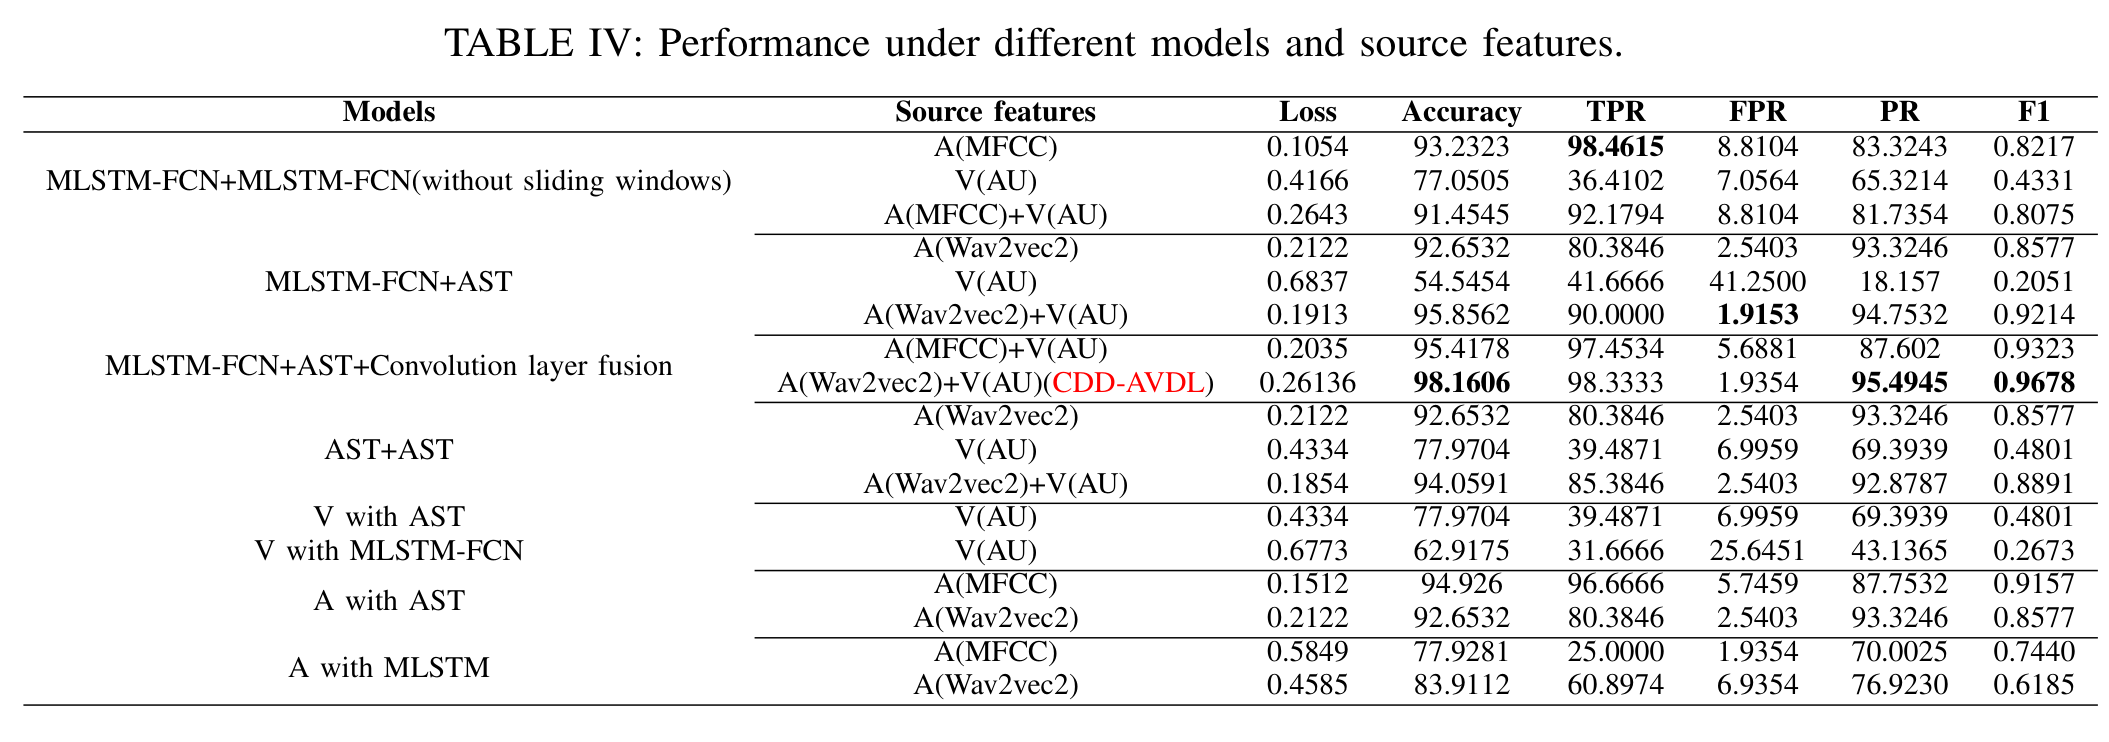 TABLE IV: Performance under different models and source features.
Models Source features Loss Accuracy TPR FPR PR F1
A(MFCC) 0.1054 93.2323 98.4615 8.8104 83.3243 0.8217
MLSTM-FCN+MLSTM-FCN(without sliding windows) V(AU) 0.4166 77.0505 36.4102 7.0564 65.3214 0.4331
A(MFCC)+V(AU) 0.2643 91.4545 92.1794 8.8104 81.7354 0.8075
A(Wav2vec2) 0.2122 92.6532 80.3846 2.5403 93.3246 0.8577
MLSTM-FCN+AST V(AU) 0.6837 54.5454 41.6666 41.2500 18.157 0.2051
A(Wav2vec2)+V(AU) 0.1913 95.8562 90.0000 1.9153 94.7532 0.9214
A(MFCC)+V(AU) 0.2035 95.4178 97.4534 5.6881 87.602 0.9323
MLSTM-FCN+AST+Convolution layer fusion
A(Wav2vec2)+V(AU)(CDD-AVDL) 0.26136 98.1606 98.3333 1.9354 95.4945 0.9678
A(Wav2vec2) 0.2122 92.6532 80.3846 2.5403 93.3246 0.8577
AST+AST V(AU) 0.4334 77.9704 39.4871 6.9959 69.3939 0.4801
A(Wav2vec2)+V(AU) 0.1854 94.0591 85.3846 2.5403 92.8787 0.8891
V with AST V(AU) 0.4334 77.9704 39.4871 6.9959 69.3939 0.4801
V with MLSTM-FCN V(AU) 0.6773 62.9175 31.6666 25.6451 43.1365 0.2673
A(MFCC) 0.1512 94.926 96.6666 5.7459 87.7532 0.9157
A with AST
A(Wav2vec2) 0.2122 92.6532 80.3846 2.5403 93.3246 0.8577
A(MFCC) 0.5849 77.9281 25.0000 1.9354 70.0025 0.7440
A with MLSTM
A(Wav2vec2) 0.4585 83.9112 60.8974 6.9354 76.9230 0.6185